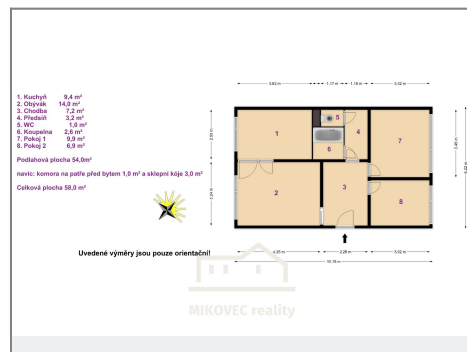 1. Kuchyň 9,4 m²
2. Obývák 14,0 m²
3. Chodba 7,2 m²
4. Předsíň 3,2 m²
5. WC 1,0 m²
6. Koupelna 2,6 m²
7. Pokoj 1 9,9 m²
8. Pokoj 2 6,9 m²
Podlahová plocha 54,0m²
navíc: komora na patře před bytem 1,0 m² a sklepní kóje 3,0 m²
Celková plocha 58,0 m²
Uvedené výměry jsou pouze orientační!
1
2
3
4
5
6
7
8
MIKOVEC reality